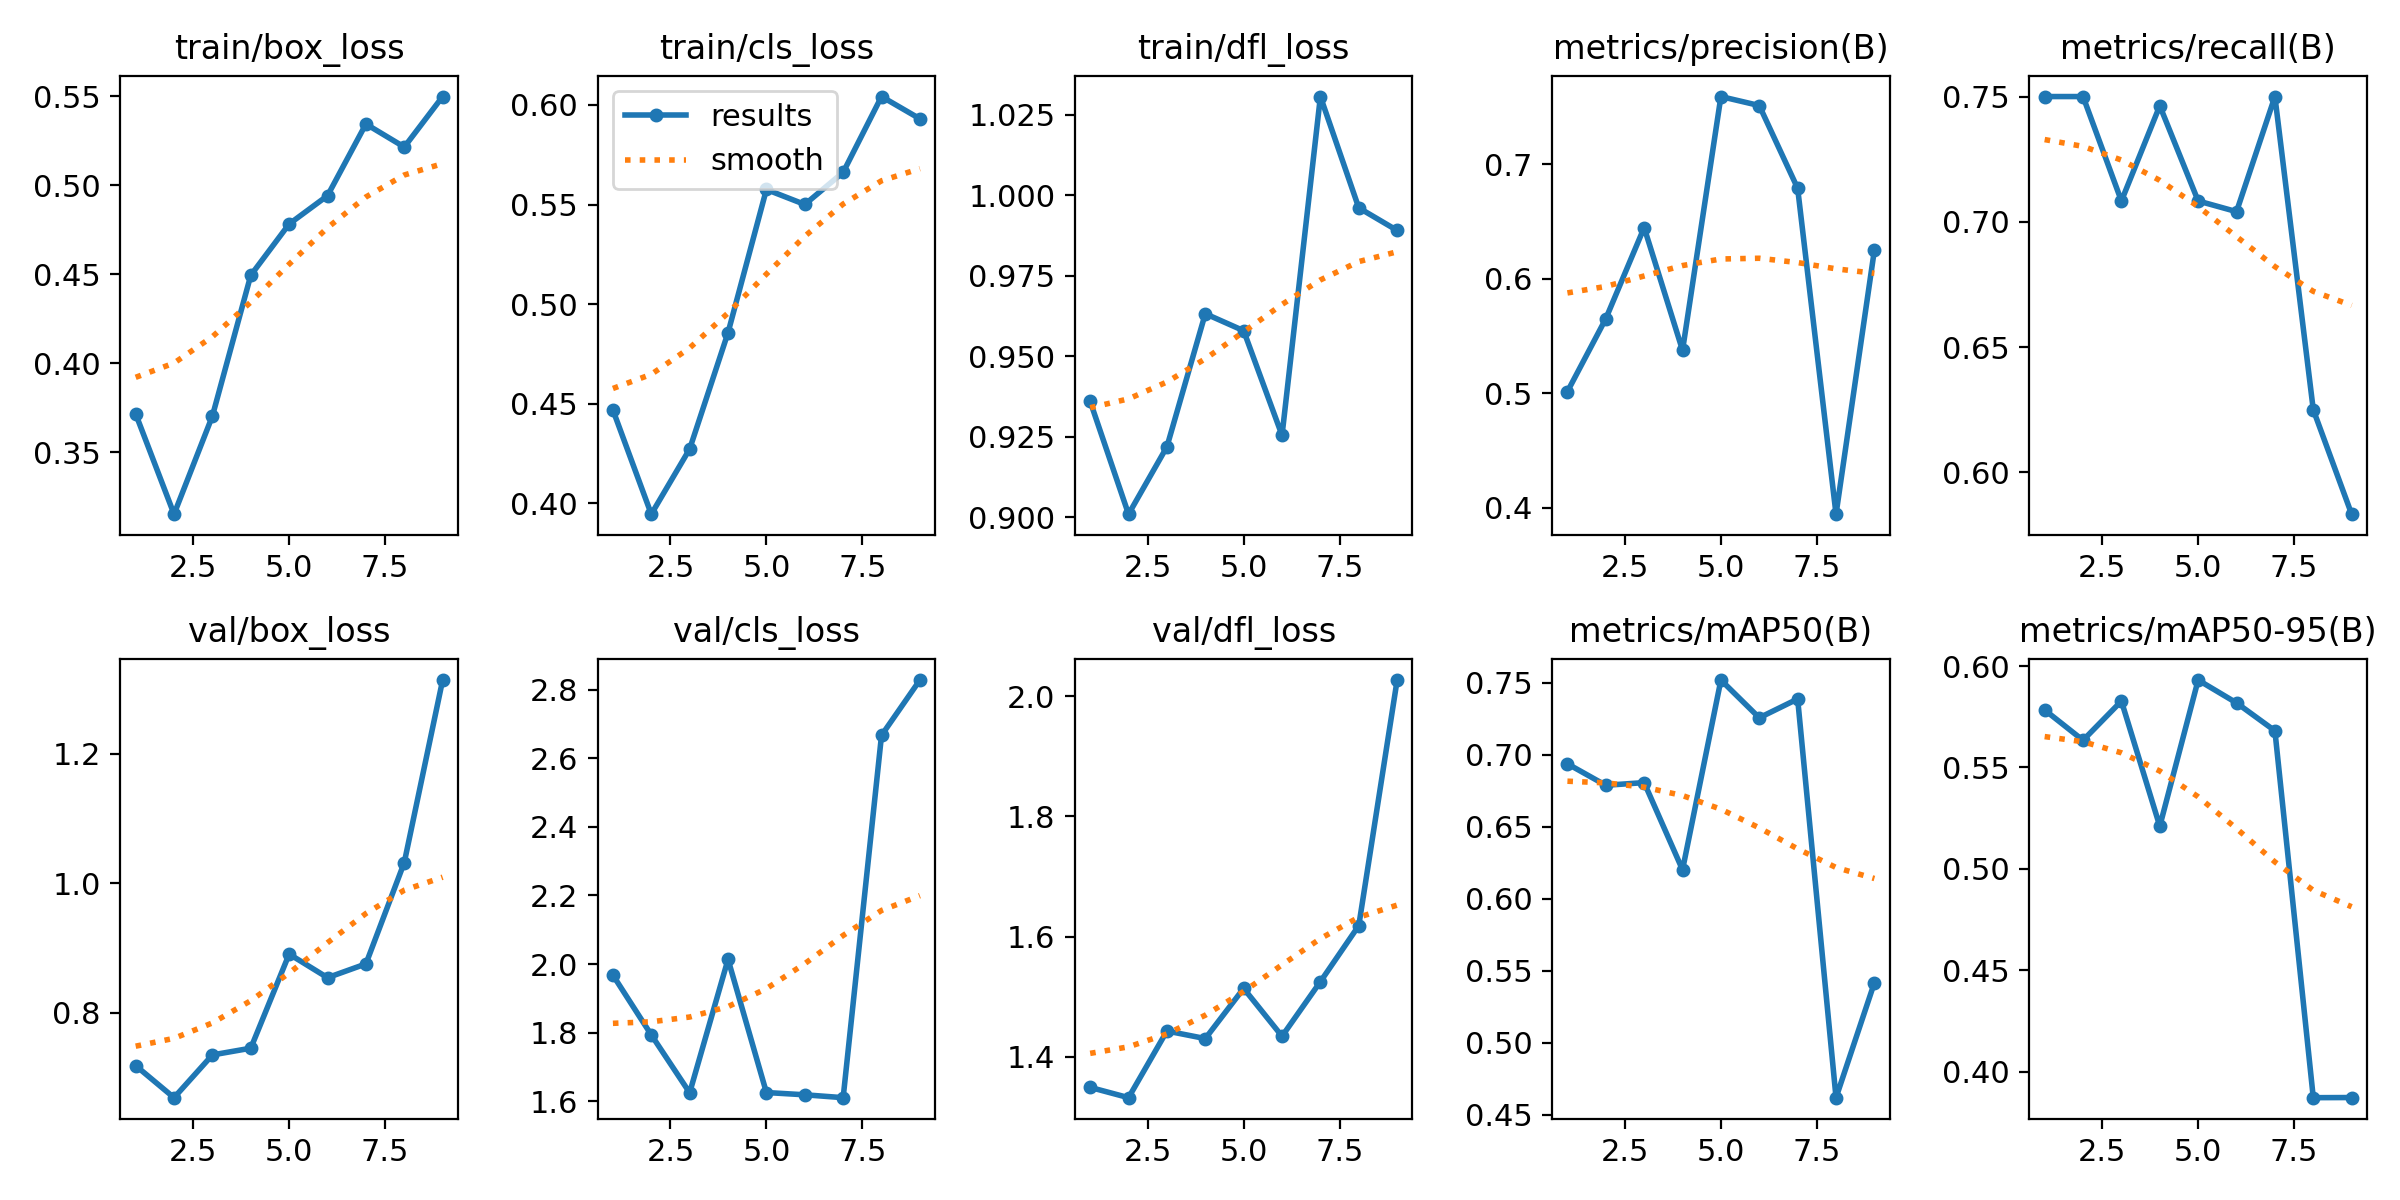 train/box_loss
train/cls_loss
train/dfl_loss
metrics/precision(B)
metrics/recall(B)
0.55
0.50
0.45
0.40
0.35
2.5 5.0 7.5
results
smooth
0.60
0.55
0.50
0.45
0.40
2.5 5.0 7.5
1.025
1.000
0.975
0.950
0.925
0.900
2.5 5.0 7.5
0.7
0.6
0.5
0.4
2.5 5.0 7.5
0.75
0.70
0.65
0.60
2.5 5.0 7.5
val/box_loss
val/cls_loss
val/dfl_loss
metrics/mAP50(B)
metrics/mAP50-95(B)
1.2
1.0
0.8
2.5 5.0 7.5
2.8
2.6
2.4
2.2
2.0
1.8
1.6
2.5 5.0 7.5
2.0
1.8
1.6
1.4
2.5 5.0 7.5
0.75
0.70
0.65
0.60
0.55
0.50
0.45
2.5 5.0 7.5
0.60
0.55
0.50
0.45
0.40
2.5 5.0 7.5